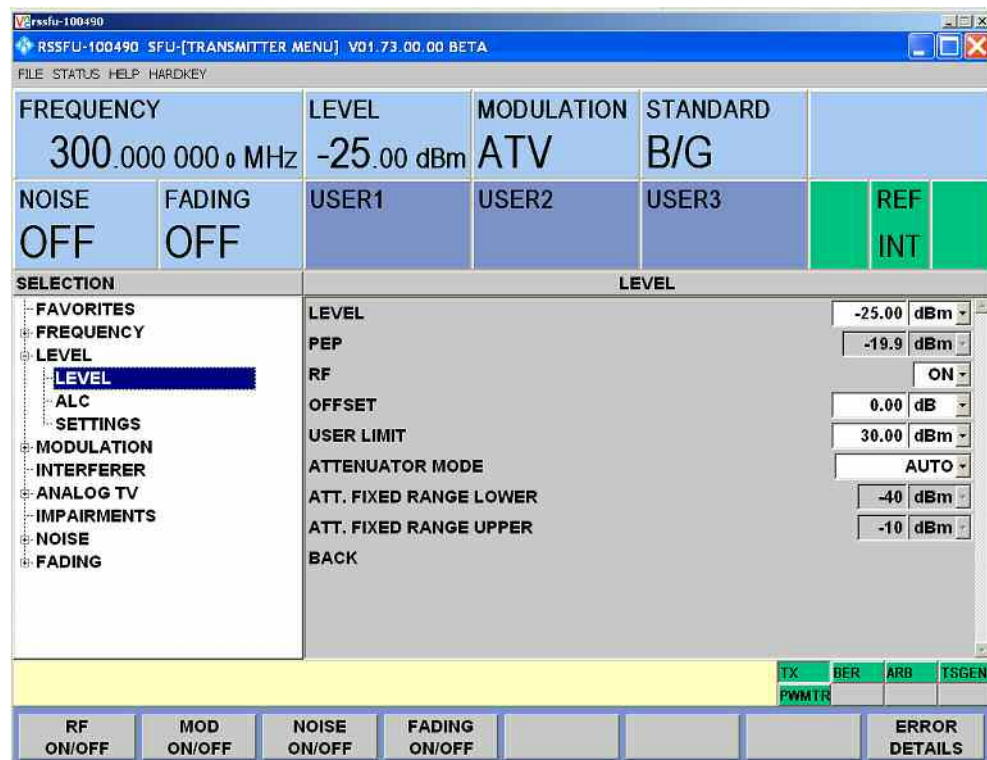 rssfu-100490
RSSFU-100490 SFU-[TRANSMITTER MENU] V01.73.00.00 BETA
FILE STATUS HELP HARDKEY
FREQUENCY LEVEL MODULATION STANDARD
300.000 000 0 MHz -25.00 dBm ATV B/G
NOISE FADING USER1 USER2 USER3 REF
OFF OFF INT
SELECTION LEVEL
FAVORITES
FREQUENCY
LEVEL
LEVEL
ALC
SETTINGS
MODULATION
INTERFERER
ANALOG TV
IMPAIRMENTS
NOISE
FADING
LEVEL -25.00 dBm
PEP -19.9 dBm
RF ON
OFFSET 0.00 dB
USER LIMIT 30.00 dBm
ATTENUATOR MODE AUTO
ATT. FIXED RANGE LOWER -40 dBm
ATT. FIXED RANGE UPPER -10 dBm
BACK
TX BER ARB TSGEN
PWMTR
RF ON/OFF
MOD ON/OFF
NOISE ON/OFF
FADING ON/OFF
ERROR DETAILS